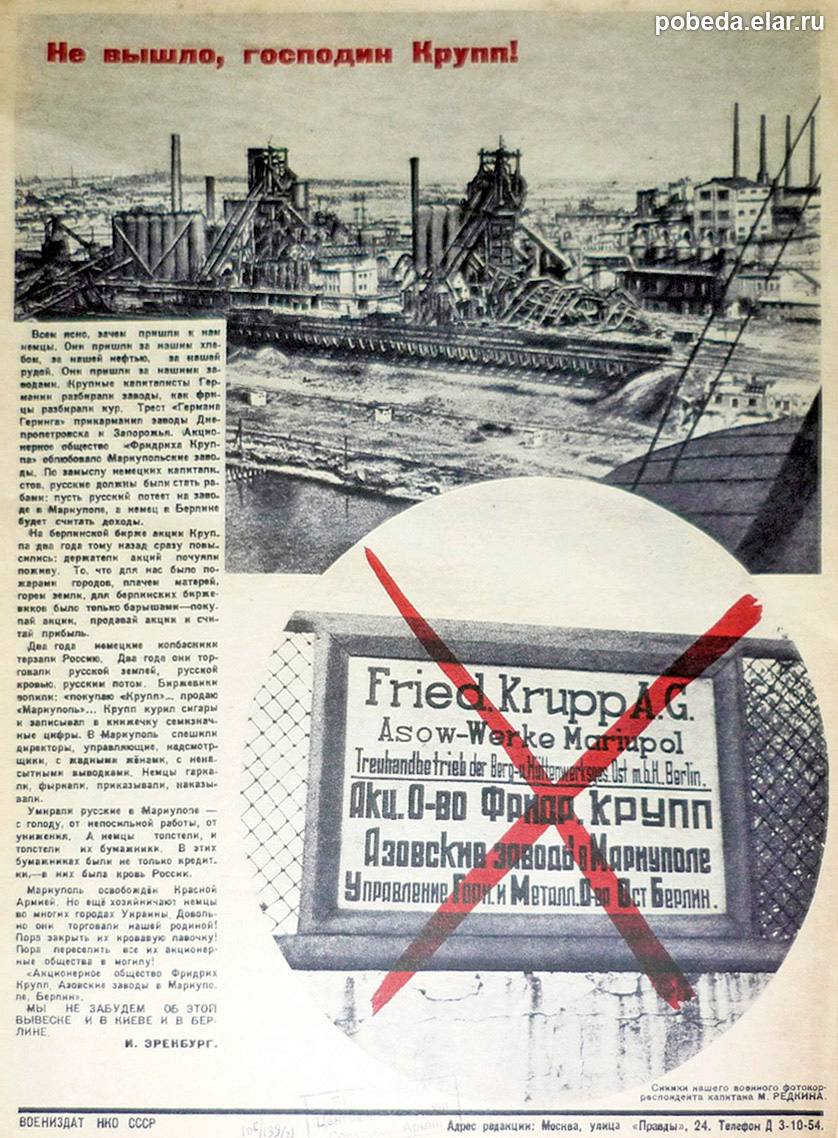 pobeda.elar.ru
Не вышло, господин Крупп!
Всем ясно, зачем пришли к нам
немцы. Они пришли за нашим хле-
бом, за нашей нефтью, за нашей
рудой. Они пришли за нашими за-
водами. Крупные капиталисты Гер-
мании разбирали заводы, как фри-
цы разбирали кур. Трест «Германа
Геринга» прикарманил заводы Дне-
пропетровска и Запорожья. Акцио-
нерное общество «Фридриха Круп-
па» облюбовало Мариупольские заво-
ды. По замыслу немецких капитали-
стов, русские должны были стать ра-
бами: пусть русский потеет на заво-
де в Мариуполе, а немец в Берлине
будет считать доходы.
На берлинской бирже акции Круп-
па два года тому назад сразу повы-
сились: держатели акций почуяли
поживу. То, что для нас было по-
жарами городов, плачем матерей,
горем земли, для берлинских бирже-
виков было только барышами—поку-
пай акции, продавай акции и счи-
тай прибыль.
Два года немецкие колбасники
терзали Россию. Два года они тор-
говали русской землей, русской
кровью, русским потом. Биржевики
вопили: «покупаю «Крупп»... продаю
«Мариуполь»... Крупп курил сигары
и записывал в книжечку семизнач-
ные цифры. В Мариуполь спешили
директоры, управляющие, надсмотр-
щики, с жадными жёнами, с нена-
сытными выводками. Немцы гарка-
ли, фыркали, приказывали, наказы-
вали.
Умирали русские в Мариуполе —
с голоду, от непосильной работы, от
унижения. А немцы толстели, и
толстели их бумажники. В этих
бумажниках были не только кредит-
ки,—в них была кровь России.
Мариуполь освобождён Красной
Армией. Но ещё хозяйничают немцы
во многих городах Украины. Доволь-
но они торговали нашей родиной!
Пора закрыть их кровавую лавочку!
Пора переселить все их акционер-
ные общества в могилу!
«Акционерное общество Фридрих
Крупп, Азовские заводы в Мариупо-
ле, Берлин».
МЫ НЕ ЗАБУДЕМ ОБ ЭТОЙ
ВЫВЕСКЕ И В КИЕВЕ И В БЕР-
ЛИНЕ.
И. ЭРЕНБУРГ.
Fried. Krupp A.G.
Asow-Werke Mariupol
Treuhandbetrieb der Berg- u. Hüttenwerksges. Ost m.b.H. Berlin.
Акц. О-во Фридр. Крупп
Азовские заводы в Мариуполе
Управление Горн. и Металл. О-ва Ост Берлин.
Снимки нашего военного фотокор-
респондента капитана М. РЕДКИНА.
ВОЕНИЗДАТ НКО СССР
Адрес редакции: Москва, улица «Правды», 24. Телефон Д 3-10-54.